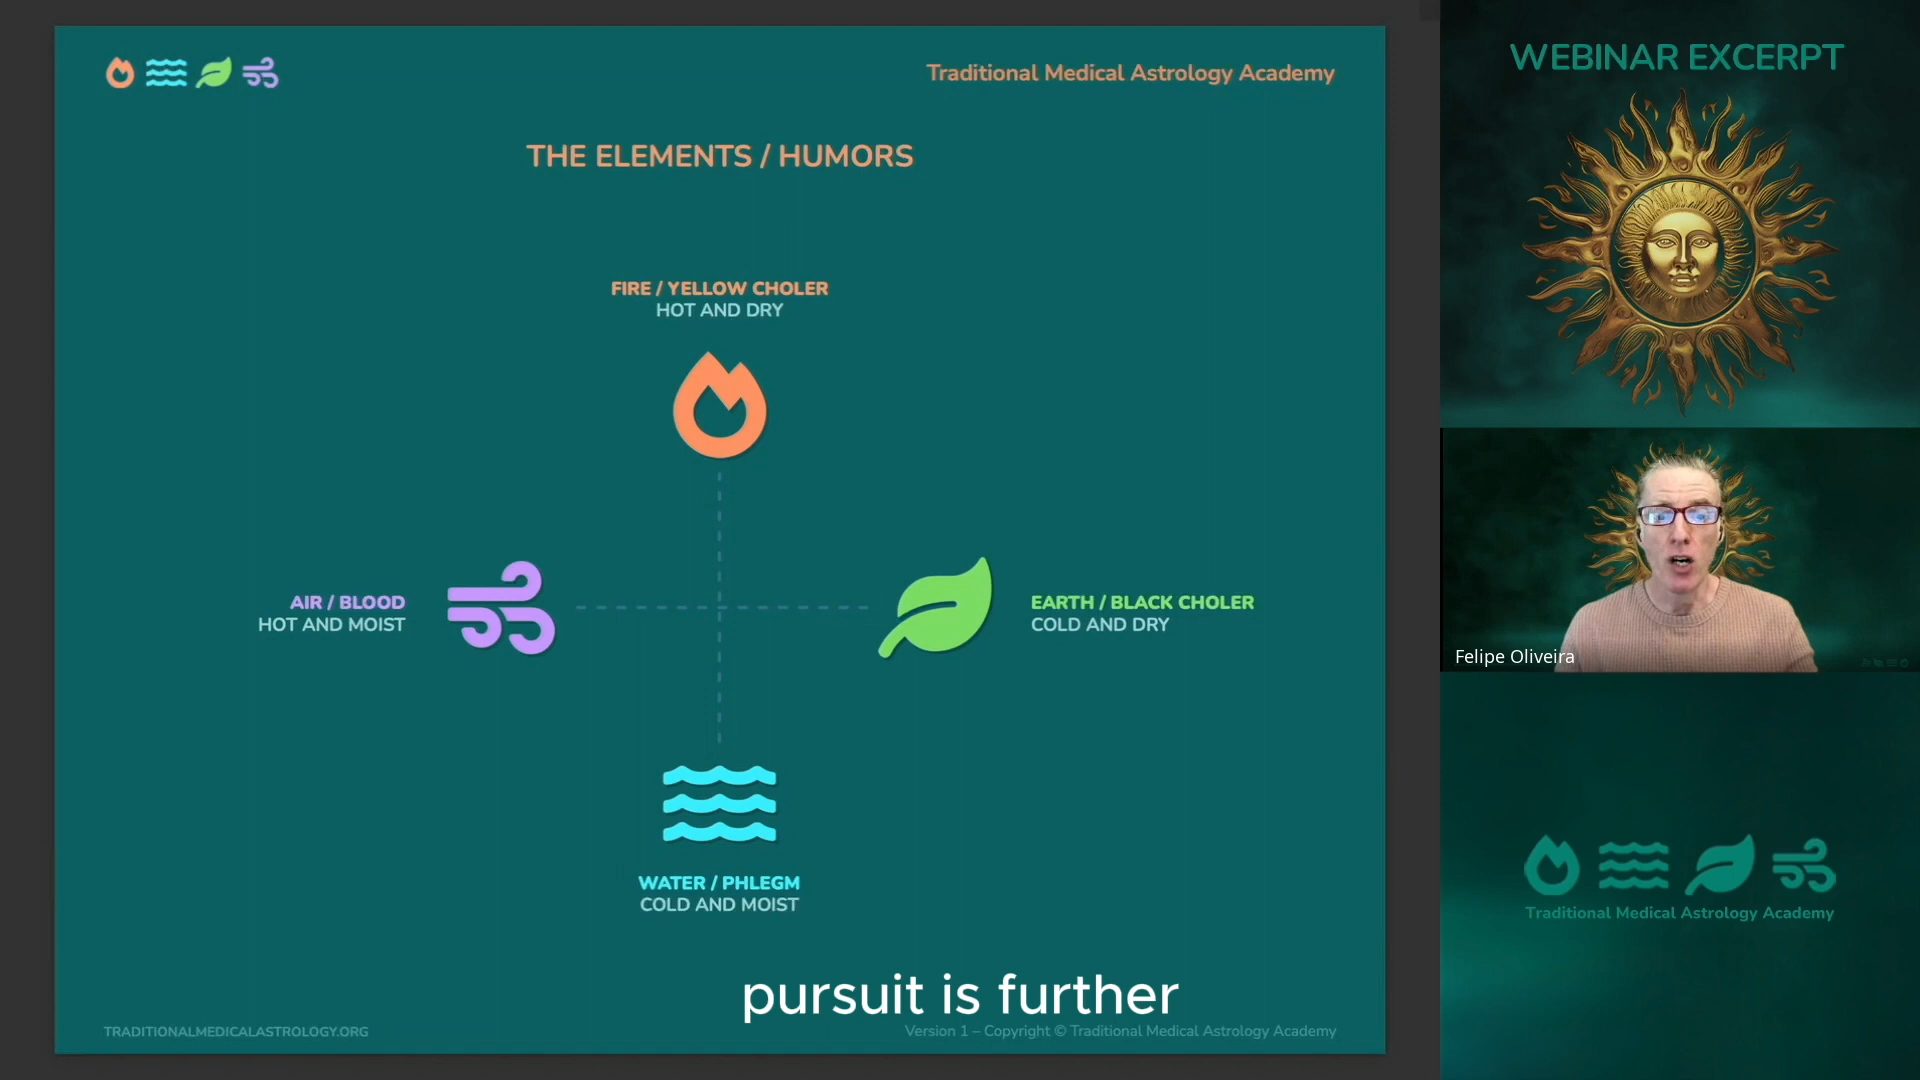 Traditional Medical Astrology Academy
THE ELEMENTS / HUMORS
FIRE / YELLOW CHOLER
HOT AND DRY
AIR / BLOOD
HOT AND MOIST
EARTH / BLACK CHOLER
COLD AND DRY
WATER / PHLEGM
COLD AND MOIST
pursuit is further
TRADITIONALMEDICALASTROLOGY.ORG
Version 1 – Copyright © Traditional Medical Astrology Academy
WEBINAR EXCERPT
Felipe Oliveira
Traditional Medical Astrology Academy